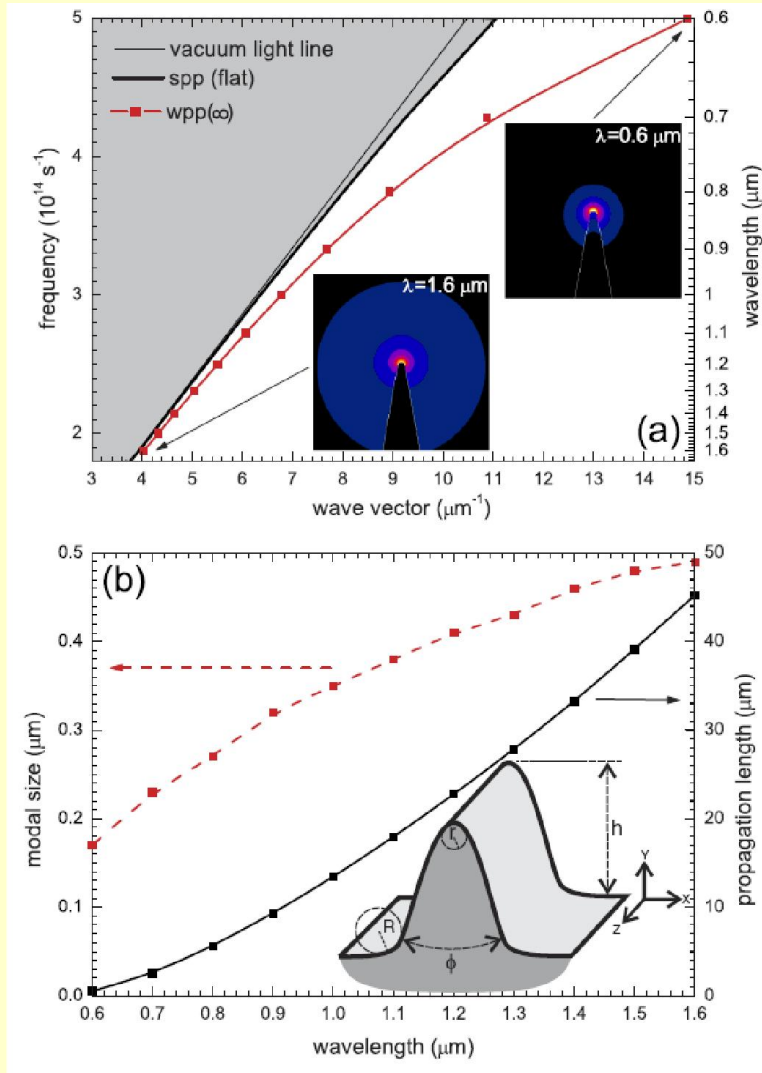 5
4
3
2
frequency (10¹⁴ s⁻¹)
vacuum light line
spp (flat)
wpp(∞)
λ=0.6 μm
λ=1.6 μm
(a)
0.6
0.7
0.8
0.9
1
1.1
1.2
1.3
1.4
1.5
1.6
wavelength (μm)
3 4 5 6 7 8 9 10 11 12 13 14 15
wave vector (μm⁻¹)
(b)
0.5
0.4
0.3
0.2
0.1
0.0
modal size (μm)
50
40
30
20
10
0
propagation length (μm)
r
h
R
ϕ
Y
X
Z
0.6 0.7 0.8 0.9 1.0 1.1 1.2 1.3 1.4 1.5 1.6
wavelength (μm)